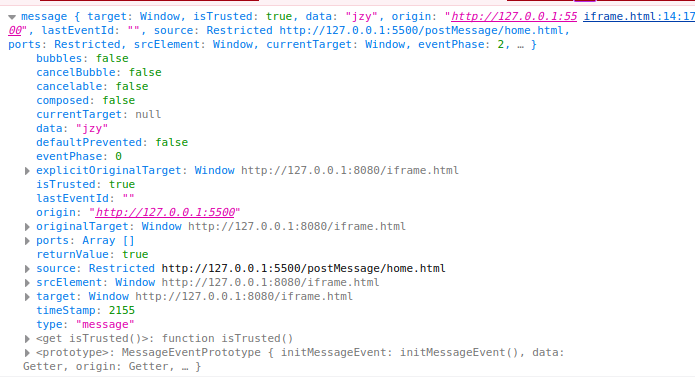 message { target: Window, isTrusted: true, data: "jzy", origin: "http://127.0.0.1:55 iframe.html:14:17
00", lastEventId: "", source: Restricted http://127.0.0.1:5500/postMessage/home.html,
ports: Restricted, srcElement: Window, currentTarget: Window, eventPhase: 2, … }
bubbles: false
cancelBubble: false
cancelable: false
composed: false
currentTarget: null
data: "jzy"
defaultPrevented: false
eventPhase: 0
explicitOriginalTarget: Window http://127.0.0.1:8080/iframe.html
isTrusted: true
lastEventId: ""
origin: "http://127.0.0.1:5500"
originalTarget: Window http://127.0.0.1:8080/iframe.html
ports: Array []
returnValue: true
source: Restricted http://127.0.0.1:5500/postMessage/home.html
srcElement: Window http://127.0.0.1:8080/iframe.html
target: Window http://127.0.0.1:8080/iframe.html
timeStamp: 2155
type: "message"
<get isTrusted()>: function isTrusted()
<prototype>: MessageEventPrototype { initMessageEvent: initMessageEvent(), data:
Getter, origin: Getter, … }